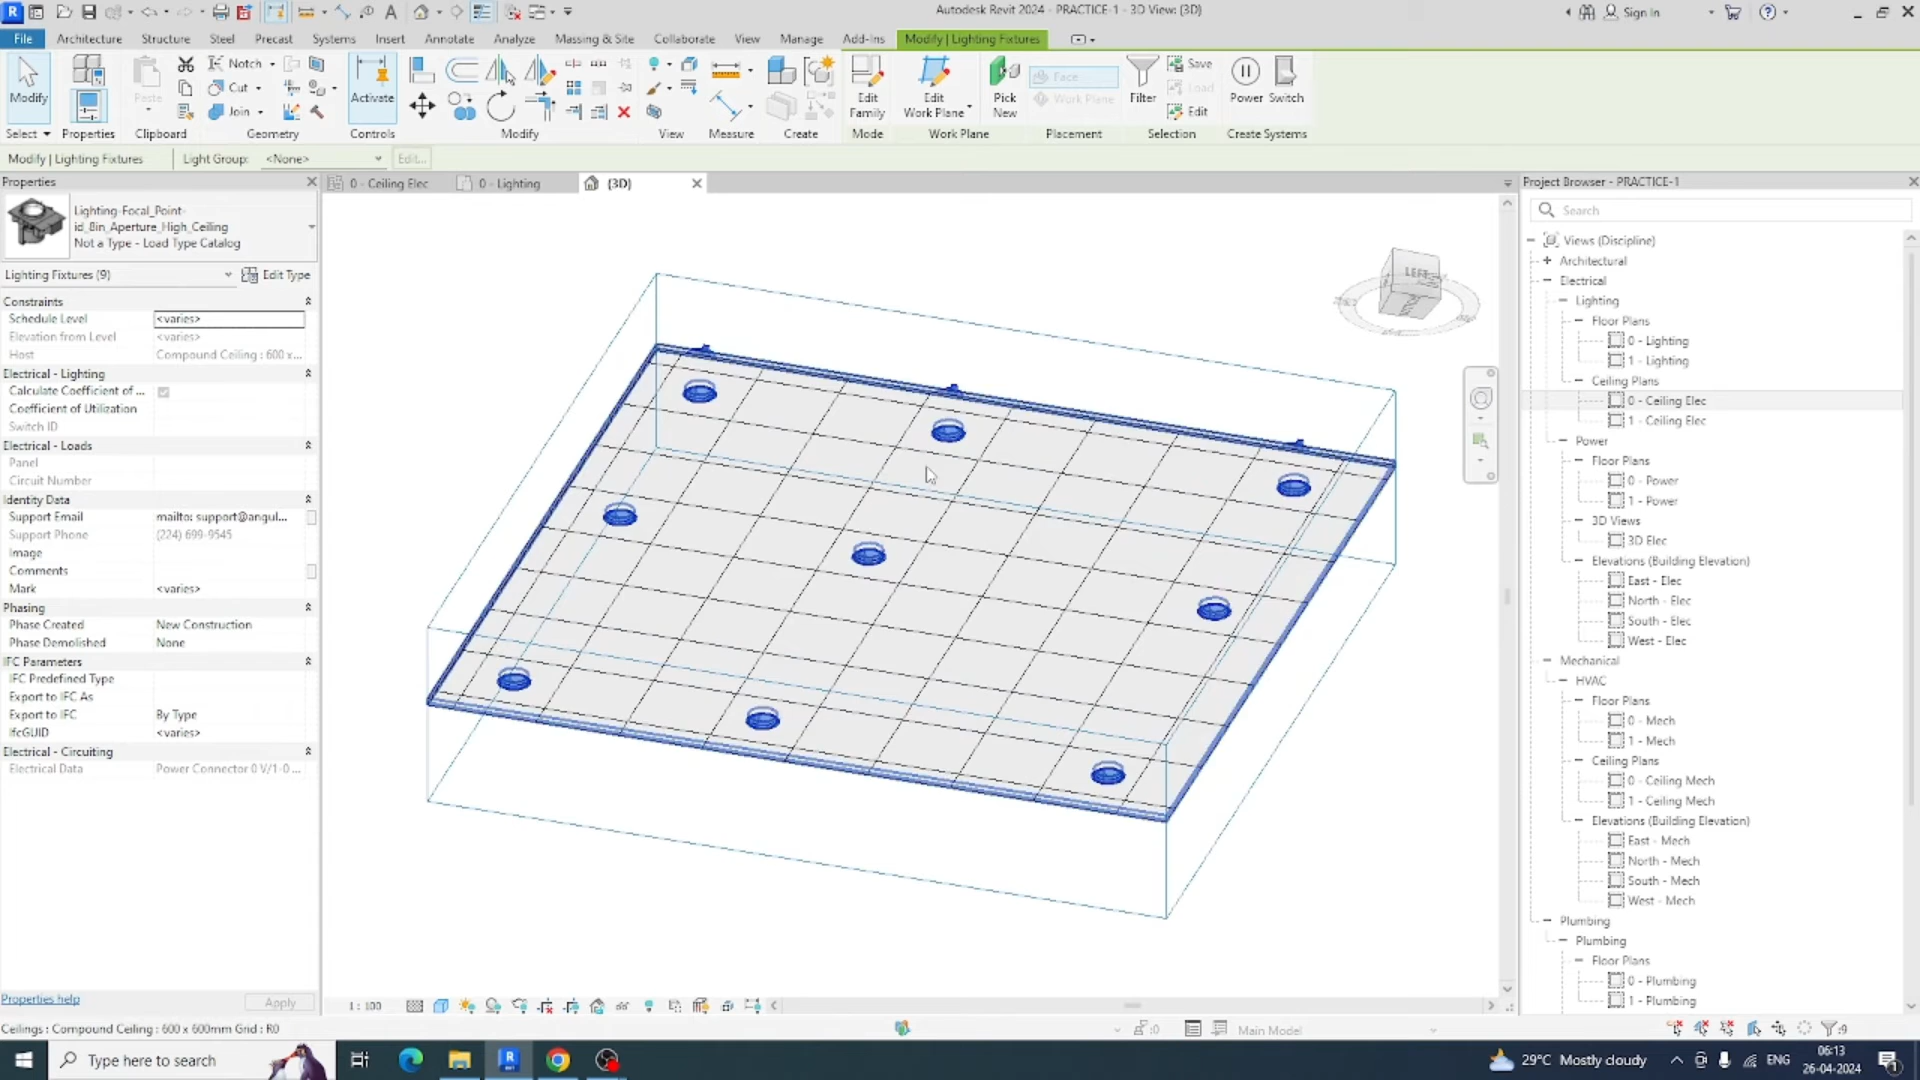 Autodesk Revit 2024 - PRACTICE-1 - 3D View: {3D}
Sign In
File Architecture Structure Steel Precast Systems Insert Annotate Analyze Massing & Site Collaborate View Manage Add-Ins Modify | Lighting Fixtures
Modify
Paste
Notch
Cut
Join
Activate
Edit Family
Edit Work Plane
Pick New
Face
Work Plane
Filter
Save
Load
Edit
Power Switch
Select Properties Clipboard Geometry Controls Modify View Measure Create Mode Work Plane Placement Selection Create Systems
Modify | Lighting Fixtures Light Group: <None> Edit...
Properties
0 - Ceiling Elec 0 - Lighting {3D}
Lighting-Focal_Point-
id_8in_Aperture_High_Ceiling
Not a Type - Load Type Catalog
Lighting Fixtures (9) Edit Type
Constraints
Schedule Level <varies>
Elevation from Level <varies>
Host Compound Ceiling : 600 x...
Electrical - Lighting
Calculate Coefficient of ...
Coefficient of Utilization
Switch ID
Electrical - Loads
Panel
Circuit Number
Identity Data
Support Email mailto: support@angul...
Support Phone (224) 699-9545
Image
Comments
Mark <varies>
Phasing
Phase Created New Construction
Phase Demolished None
IFC Parameters
IFC Predefined Type
Export to IFC As
Export to IFC By Type
IfcGUID <varies>
Electrical - Circuiting
Electrical Data Power Connector 0 V/1-0 ...
Properties help Apply
LEFT
1 : 100
Project Browser - PRACTICE-1
Search
Views (Discipline)
Architectural
Electrical
Lighting
Floor Plans
0 - Lighting
1 - Lighting
Ceiling Plans
0 - Ceiling Elec
1 - Ceiling Elec
Power
Floor Plans
0 - Power
1 - Power
3D Views
3D Elec
Elevations (Building Elevation)
East - Elec
North - Elec
South - Elec
West - Elec
Mechanical
HVAC
Floor Plans
0 - Mech
1 - Mech
Ceiling Plans
0 - Ceiling Mech
1 - Ceiling Mech
Elevations (Building Elevation)
East - Mech
North - Mech
South - Mech
West - Mech
Plumbing
Plumbing
Floor Plans
0 - Plumbing
1 - Plumbing
Ceilings : Compound Ceiling : 600 x 600mm Grid : R0
:0
Main Model
:9
Type here to search
29°C Mostly cloudy
ENG
06:13
26-04-2024